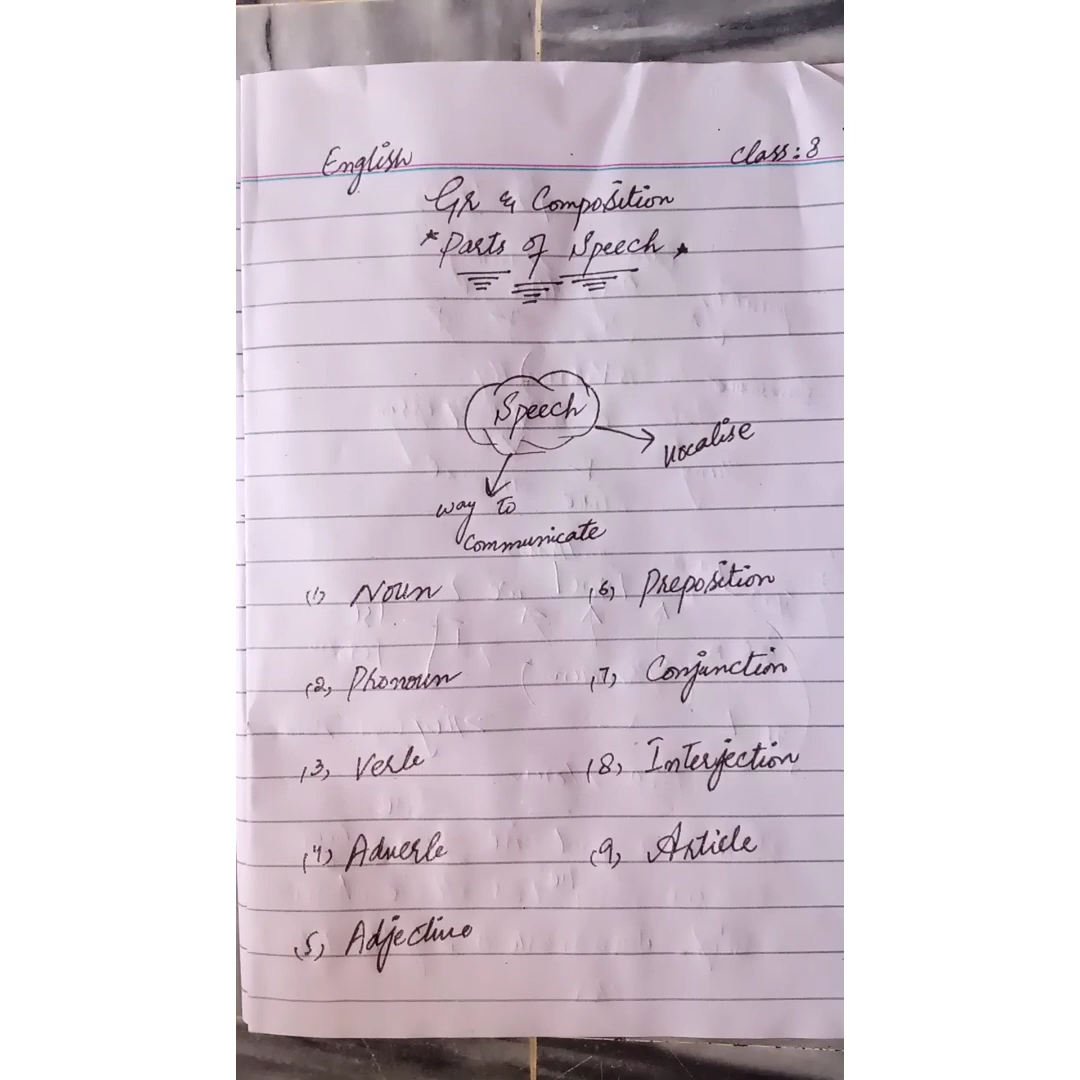 English Class : 8
Gr & Composition
* Parts of Speech *
Speech
vocalise
way to
communicate
(1) Noun
(2) Pronoun
(3) Verb
(4) Adverb
(5) Adjective
(6) Preposition
(7) Conjunction
(8) Interjection
(9) Article